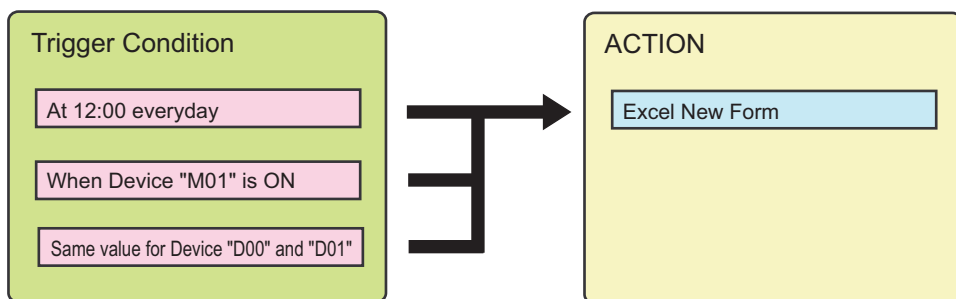 Trigger Condition
At 12:00 everyday
When Device "M01" is ON
Same value for Device "D00" and "D01"
ACTION
Excel New Form